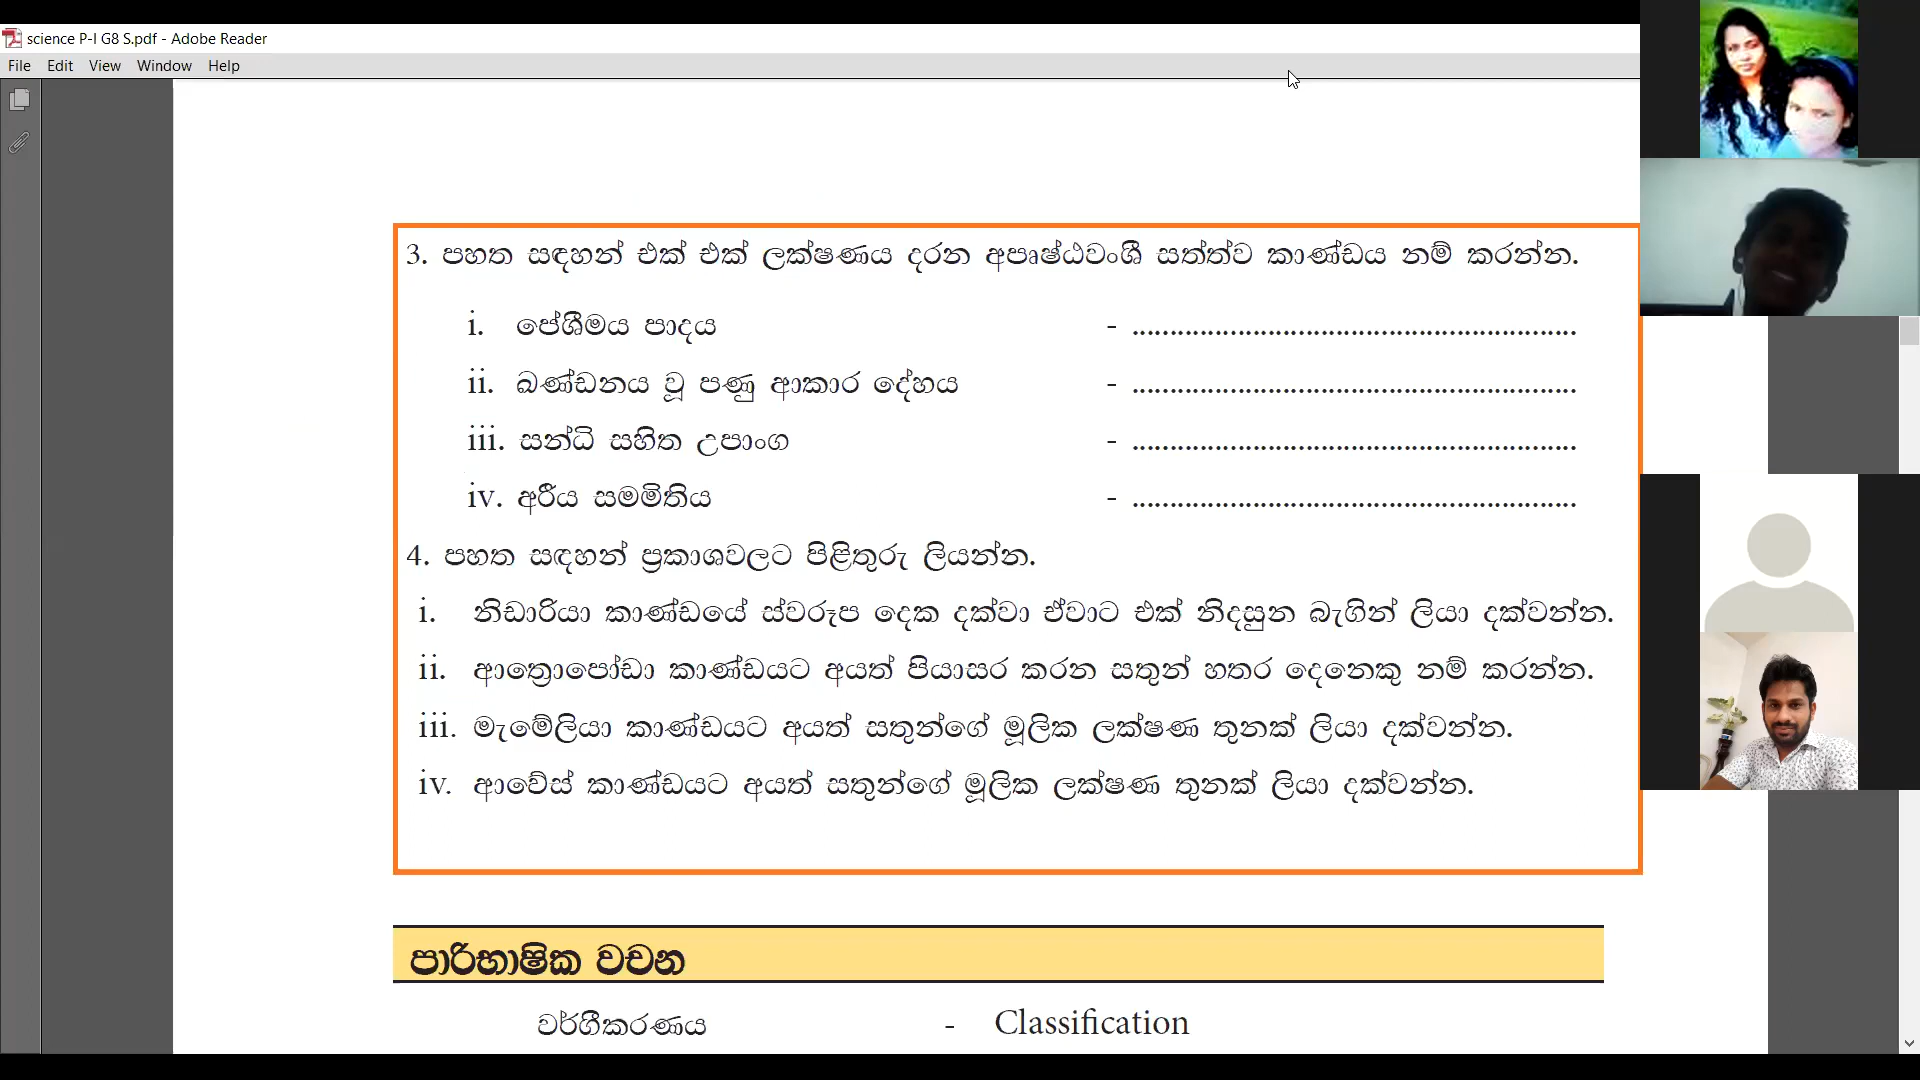 science P-I G8 S.pdf - Adobe Reader
File Edit View Window Help
3. පහත සඳහන් එක් එක් ලක්ෂණය දරන අපෘෂ්ඨවංශී සත්ත්ව කාණ්ඩය නම් කරන්න.
i. පේශීමය පාදය - ..........................................................
ii. ඛණ්ඩනය වූ පණු ආකාර දේහය - ..........................................................
iii. සන්ධි සහිත උපාංග - ..........................................................
iv. අරීය සමමිතිය - ..........................................................
4. පහත සඳහන් ප්‍රකාශවලට පිළිතුරු ලියන්න.
i. නිඩාරියා කාණ්ඩයේ ස්වරූප දෙක දක්වා ඒවාට එක් නිදසුන බැගින් ලියා දක්වන්න.
ii. ආත්‍රොපෝඩා කාණ්ඩයට අයත් පියාසර කරන සතුන් හතර දෙනෙකු නම් කරන්න.
iii. මැමේලියා කාණ්ඩයට අයත් සතුන්ගේ මූලික ලක්ෂණ තුනක් ලියා දක්වන්න.
iv. ආවේස් කාණ්ඩයට අයත් සතුන්ගේ මූලික ලක්ෂණ තුනක් ලියා දක්වන්න.
පාරිභාෂික වචන
වර්ගීකරණය - Classification